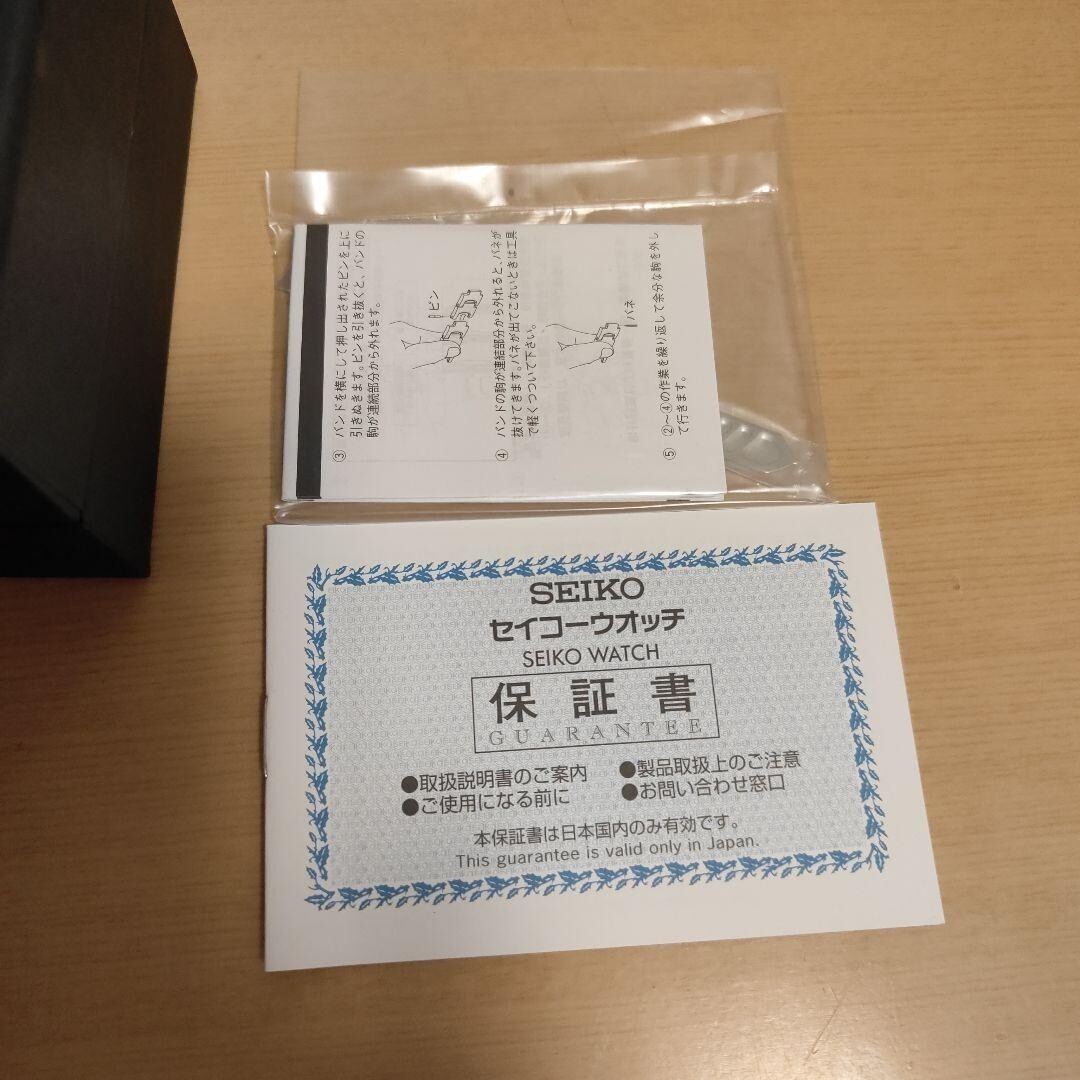 ③ バンドを横にして押し出されたピンを上に
引きぬきます。ピンを引き抜くと、バンドの
駒が連続部分から外れます。
ピン
④ バンドの駒が連結部分から外れると、バネが
抜けてきます。バネが出てこないときは工具
で軽くつついて下さい。
バネ
⑤ ②〜④の作業を繰り返して余分な駒を外し
て行きます。
SEIKO
セイコーウオッチ
SEIKO WATCH
保証書
GUARANTEE
●取扱説明書のご案内 ●製品取扱上のご注意
●ご使用になる前に ●お問い合わせ窓口
本保証書は日本国内のみ有効です。
This guarantee is valid only in Japan.